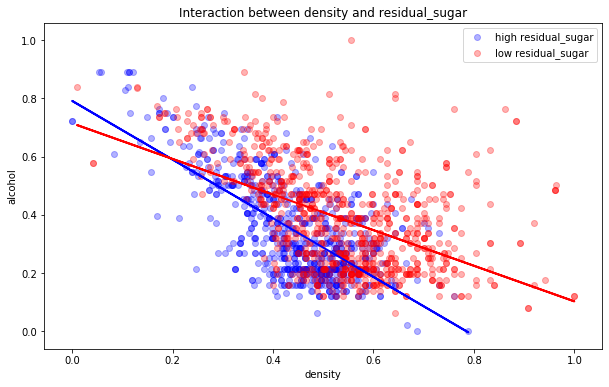 Interaction between density and residual_sugar
high residual_sugar
low residual_sugar
alcohol
1.0
0.8
0.6
0.4
0.2
0.0
0.0 0.2 0.4 0.6 0.8 1.0
density